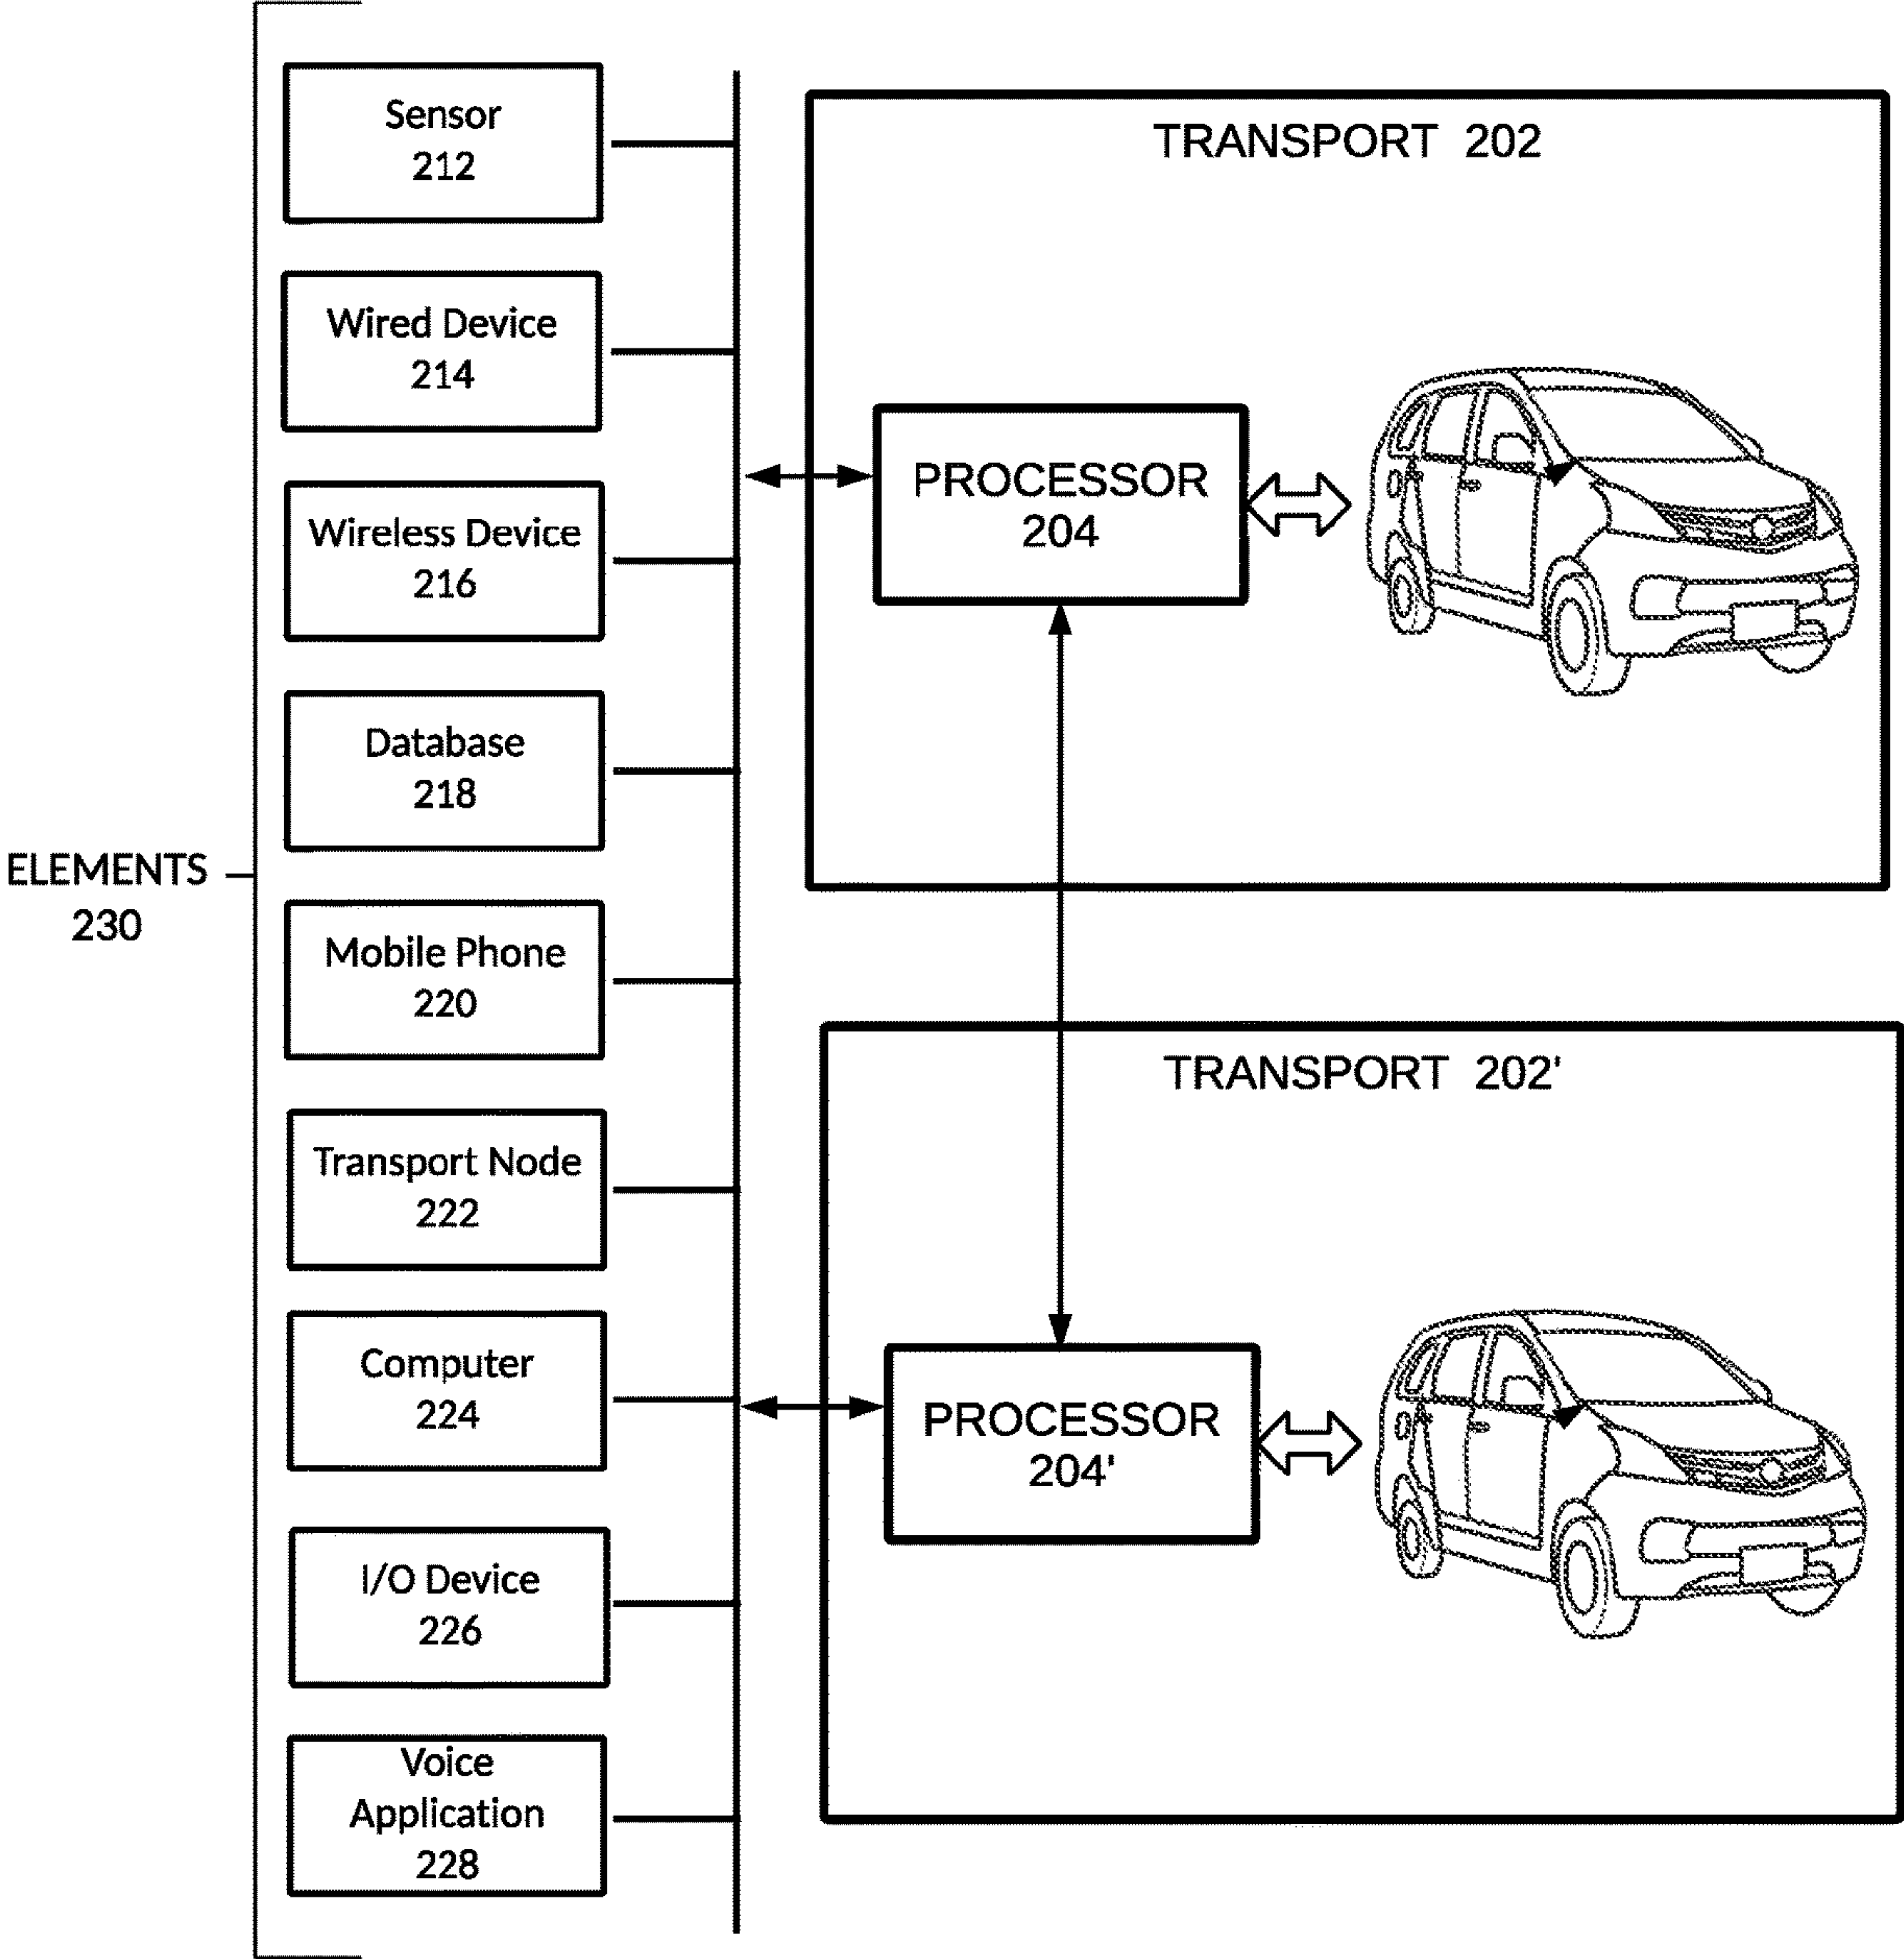 Sensor
212
Wired Device
214
Wireless Device
216
Database
218
ELEMENTS
230
Mobile Phone
220
Transport Node
222
Computer
224
I/O Device
226
Voice
Application
228
TRANSPORT 202
PROCESSOR
204
TRANSPORT 202'
PROCESSOR
204'